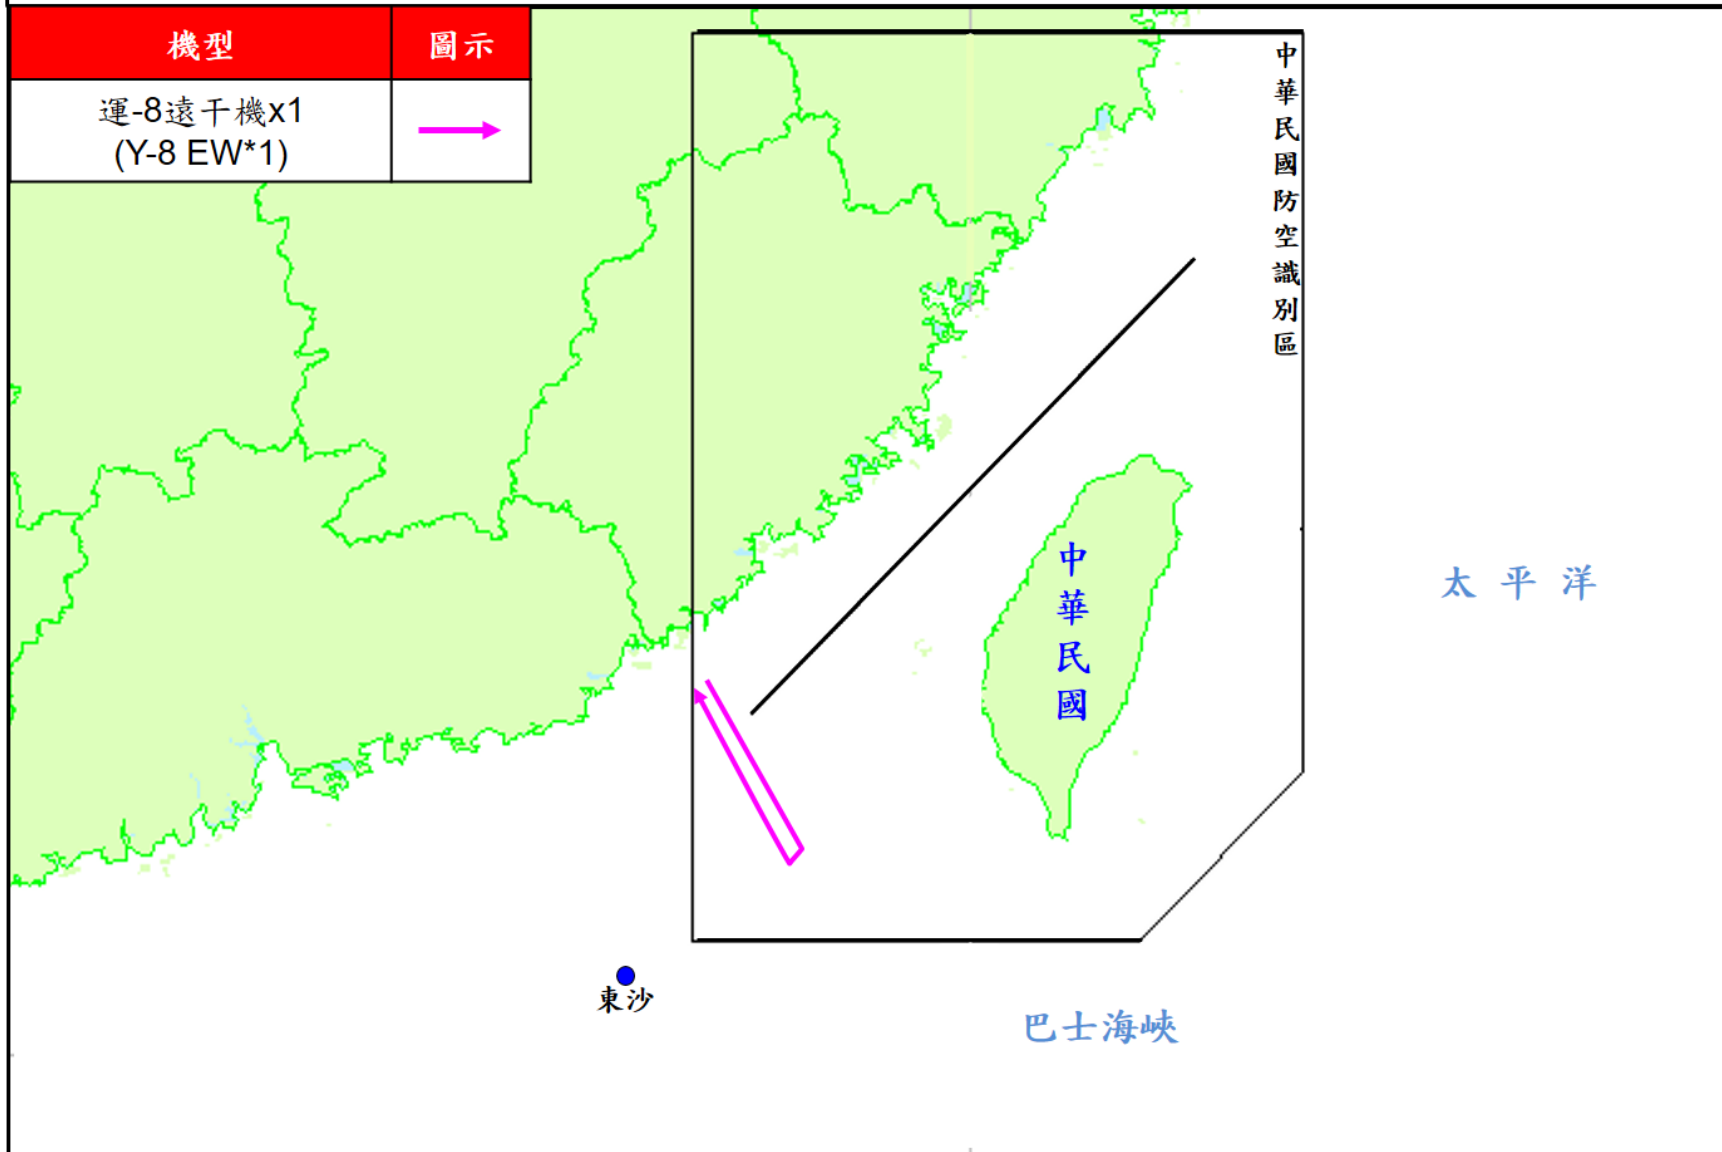 機型
圖示
運-8遠干機x1
(Y-8 EW*1)
中華民國防空識別區
中華民國
太平洋
東沙
巴士海峽